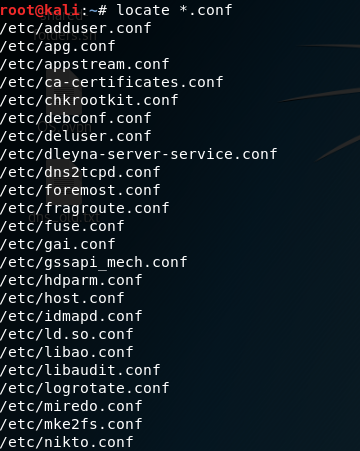 root@kali:~# locate *.conf
/etc/adduser.conf
/etc/apg.conf
/etc/appstream.conf
/etc/ca-certificates.conf
/etc/chkrootkit.conf
/etc/debconf.conf
/etc/deluser.conf
/etc/dleyna-server-service.conf
/etc/dns2tcpd.conf
/etc/foremost.conf
/etc/fragroute.conf
/etc/fuse.conf
/etc/gai.conf
/etc/gssapi_mech.conf
/etc/hdparm.conf
/etc/host.conf
/etc/idmapd.conf
/etc/ld.so.conf
/etc/libao.conf
/etc/libaudit.conf
/etc/logrotate.conf
/etc/miredo.conf
/etc/mke2fs.conf
/etc/nikto.conf